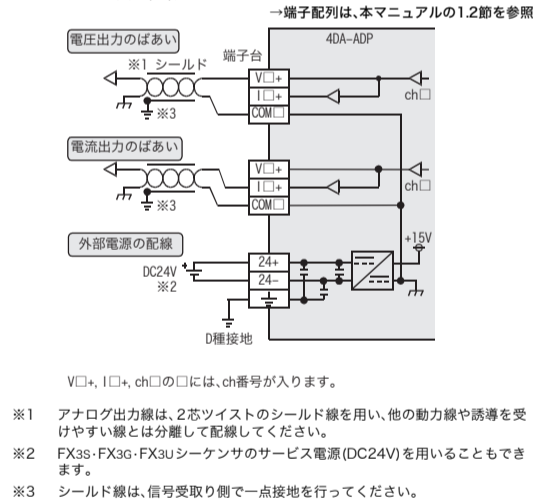 →端子配列は、本マニュアルの1.2節を参照
電圧出力のばあい
4DA-ADP
端子台
※1 シールド
V□+
I□+
COM□
ch□
※3
電流出力のばあい
V□+
I□+
COM□
ch□
※3
外部電源の配線
+15V
24+
DC24V
24-
※2
D種接地
V□+, I□+, ch□の□には、ch番号が入ります。
※1 アナログ出力線は、2芯ツイストのシールド線を用い、他の動力線や誘導を受
けやすい線とは分離して配線してください。
※2 FX3S・FX3G・FX3Uシーケンサのサービス電源(DC24V)を用いることもでき
ます。
※3 シールド線は、信号受取り側で一点接地を行ってください。